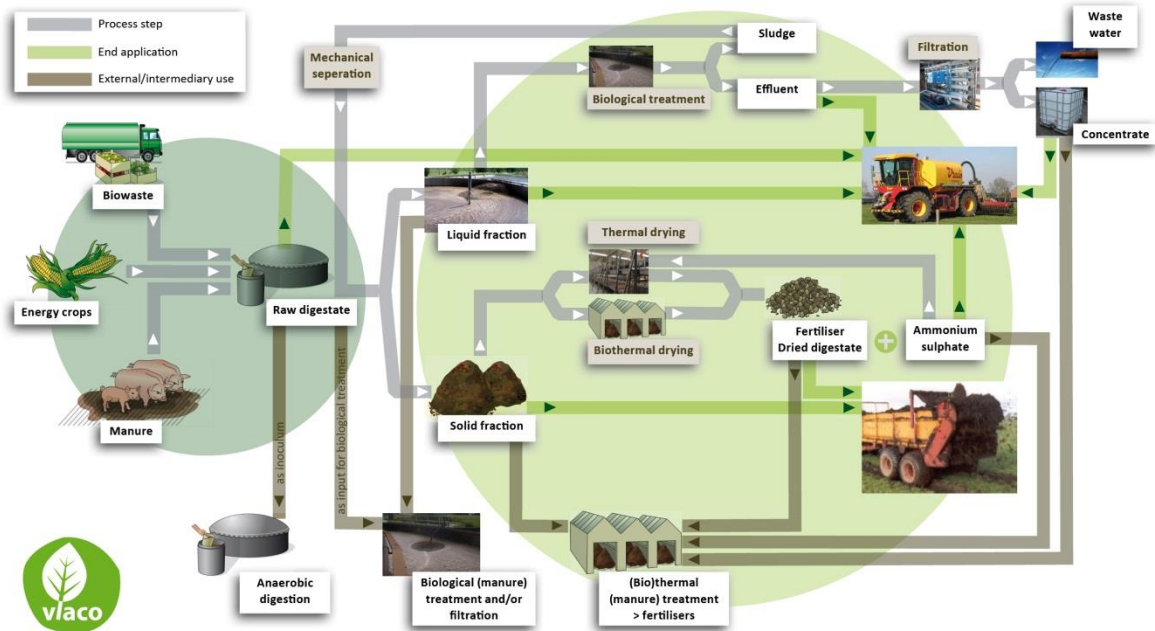 Process step
End application
External/intermediary use
Mechanical
seperation
Sludge
Effluent
Biological treatment
Filtration
Waste
water
Concentrate
Biowaste
Energy crops
Manure
Raw digestate
Liquid fraction
Thermal drying
Biothermal drying
Fertiliser
Dried digestate
+
Ammonium
sulphate
Solid fraction
as inoculum
as input for biological treatment
Anaerobic
digestion
Biological (manure)
treatment and/or
filtration
(Bio)thermal
(manure) treatment
> fertilisers
vlaco